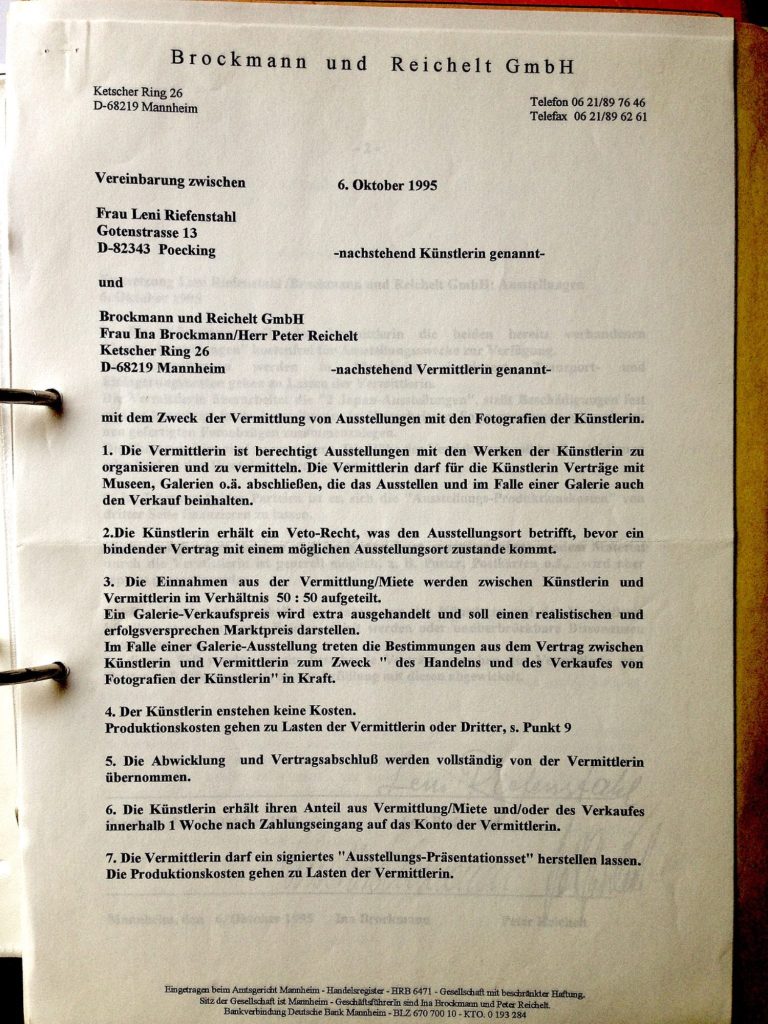 Brockmann und Reichelt GmbH
Ketscher Ring 26
D-68219 Mannheim
Telefon 06 21/89 76 46
Telefax 06 21/89 62 61
Vereinbarung zwischen 6. Oktober 1995
Frau Leni Riefenstahl
Gotenstrasse 13
D-82343 Poecking -nachstehend Künstlerin genannt-
und
Brockmann und Reichelt GmbH
Frau Ina Brockmann/Herr Peter Reichelt
Ketscher Ring 26
D-68219 Mannheim -nachstehend Vermittlerin genannt-
mit dem Zweck der Vermittlung von Ausstellungen mit den Fotografien der Künstlerin.
1. Die Vermittlerin ist berechtigt Ausstellungen mit den Werken der Künstlerin zu
organisieren und zu vermitteln. Die Vermittlerin darf für die Künstlerin Verträge mit
Museen, Galerien o.ä. abschließen, die das Ausstellen und im Falle einer Galerie auch
den Verkauf beinhalten.
2.Die Künstlerin erhält ein Veto-Recht, was den Ausstellungsort betrifft, bevor ein
bindender Vertrag mit einem möglichen Ausstellungsort zustande kommt.
3. Die Einnahmen aus der Vermittlung/Miete werden zwischen Künstlerin und
Vermittlerin im Verhältnis 50 : 50 aufgeteilt.
Ein Galerie-Verkaufspreis wird extra ausgehandelt und soll einen realistischen und
erfolgsversprechen Marktpreis darstellen.
Im Falle einer Galerie-Ausstellung treten die Bestimmungen aus dem Vertrag zwischen
Künstlerin und Vermittlerin zum Zweck " des Handelns und des Verkaufes von
Fotografien der Künstlerin" in Kraft.
4. Der Künstlerin enstehen keine Kosten.
Produktionskosten gehen zu Lasten der Vermittlerin oder Dritter, s. Punkt 9
5. Die Abwicklung und Vertragsabschluß werden vollständig von der Vermittlerin
übernommen.
6. Die Künstlerin erhält ihren Anteil aus Vermittlung/Miete und/oder des Verkaufes
innerhalb 1 Woche nach Zahlungseingang auf das Konto der Vermittlerin.
7. Die Vermittlerin darf ein signiertes "Ausstellungs-Präsentationsset" herstellen lassen.
Die Produktionskosten gehen zu Lasten der Vermittlerin.
Eingetragen beim Amtsgericht Mannheim - Handelsregister - HRB 6471 - Gesellschaft mit beschränkter Haftung,
Sitz der Gesellschaft ist Mannheim - Geschäftsführerin sind Ina Brockmann und Peter Reichelt.
Bankverbindung Deutsche Bank Mannheim - BLZ 670 700 10 - KTO. 0 193 284